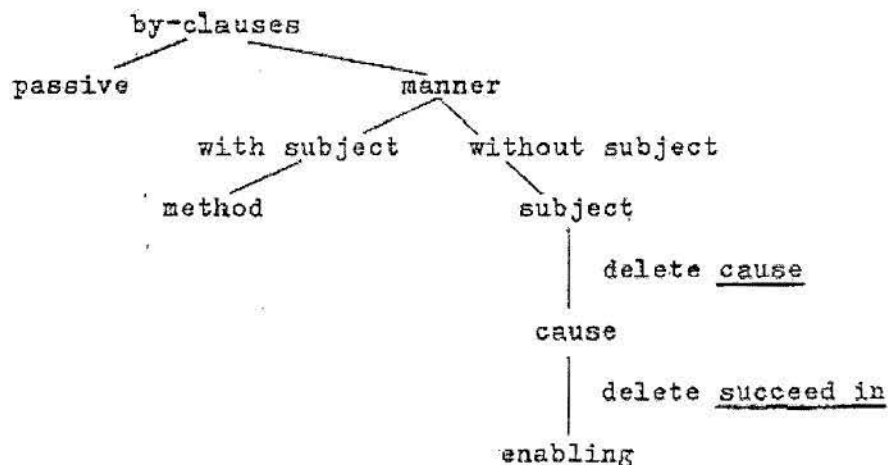 by-clauses
passive manner
with subject without subject
method subject
delete cause
cause
delete succeed in
enabling